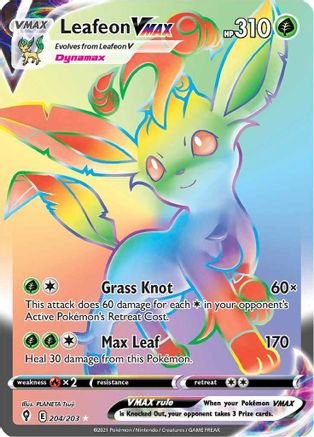 VMAX
Leafeon VMAX HP 310
Evolves from Leafeon V
Dynamax
Grass Knot 60×
This attack does 60 damage for each in your opponent's
Active Pokémon's Retreat Cost.
Max Leaf 170
Heal 30 damage from this Pokémon.
weakness ×2 resistance retreat
Illus. PLANETA Tsuji
VMAX rule When your Pokémon VMAX
is Knocked Out, your opponent takes 3 Prize cards.
E 204/203
©2021 Pokémon / Nintendo / Creatures / GAME FREAK